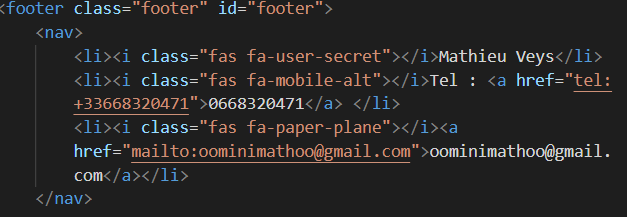 <footer class="footer" id="footer">
<nav>
<li><i class="fas fa-user-secret"></i>Mathieu Veys</li>
<li><i class="fas fa-mobile-alt"></i>Tel : <a href="tel:
+33668320471">0668320471</a> </li>
<li><i class="fas fa-paper-plane"></i><a
href="mailto:oominimathoo@gmail.com">oominimathoo@gmail.
com</a></li>
</nav>